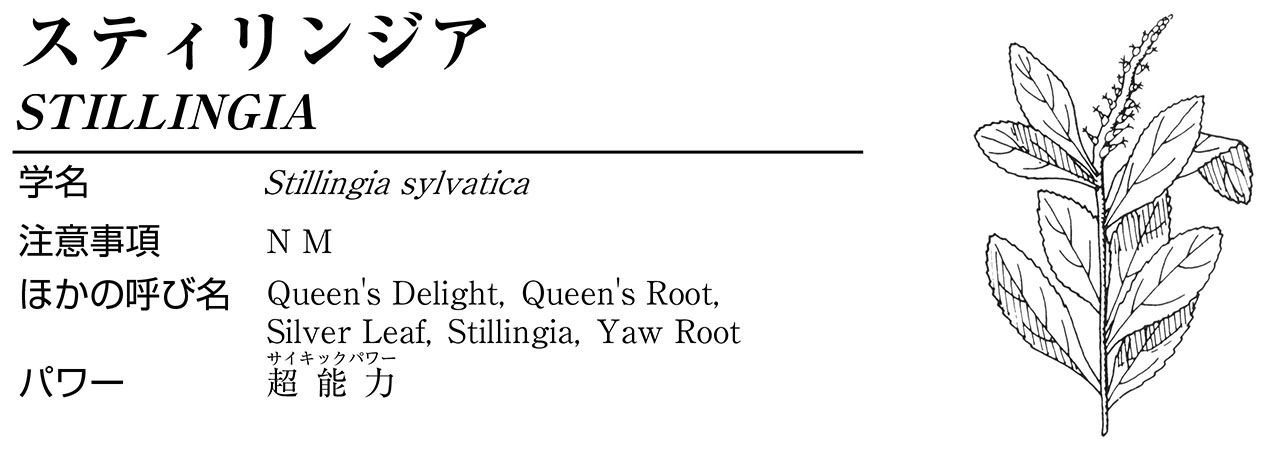 スティリンジア
STILLINGIA
学名 Stillingia sylvatica
注意事項 N M
ほかの呼び名 Queen's Delight, Queen's Root,
Silver Leaf, Stillingia, Yaw Root
サイキックパワー
パワー 超能力